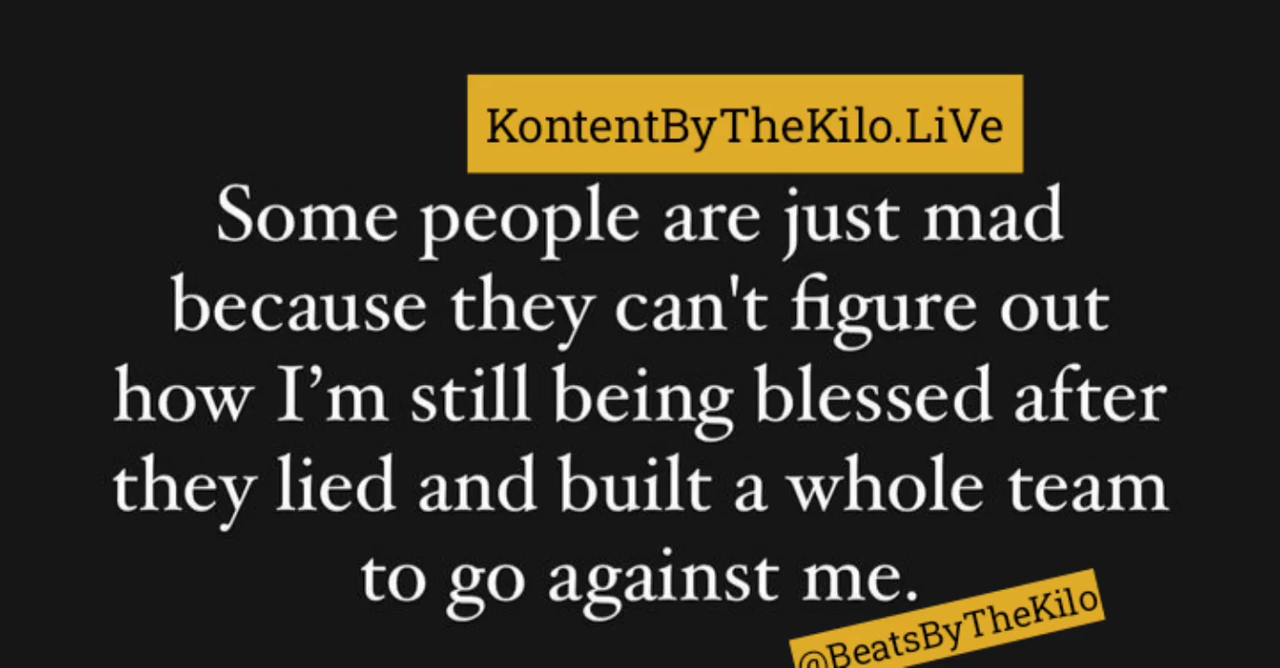 KontentByTheKilo.LiVe
Some people are just mad
because they can't figure out
how I’m still being blessed after
they lied and built a whole team
to go against me.
@BeatsByTheKilo